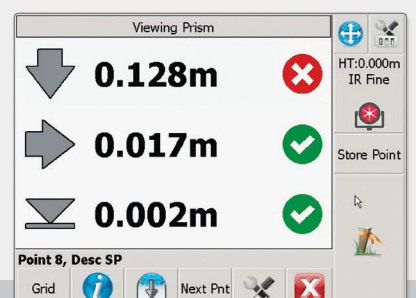 Viewing Prism
0.128m
HT:0.000m
IR Fine
0.017m
Store Point
0.002m
Point 8, Desc SP
Grid
Next Pnt